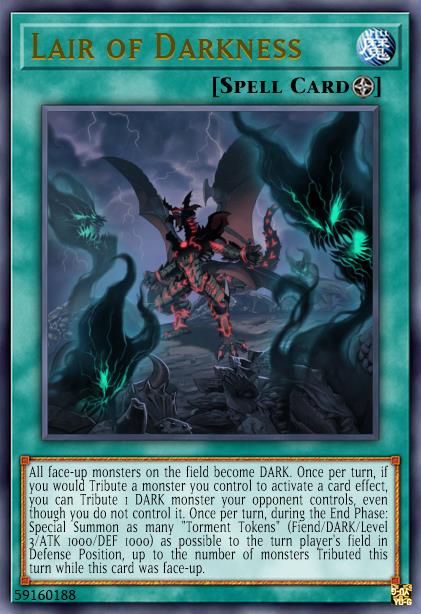 Lair of Darkness
[Spell Card]
All face-up monsters on the field become DARK. Once per turn, if
you would Tribute a monster you control to activate a card effect,
you can Tribute 1 DARK monster your opponent controls, even
though you do not control it. Once per turn, during the End Phase:
Special Summon as many "Torment Tokens" (Fiend/DARK/Level
3/ATK 1000/DEF 1000) as possible to the turn player's field in
Defense Position, up to the number of monsters Tributed this
turn while this card was face-up.
59160188